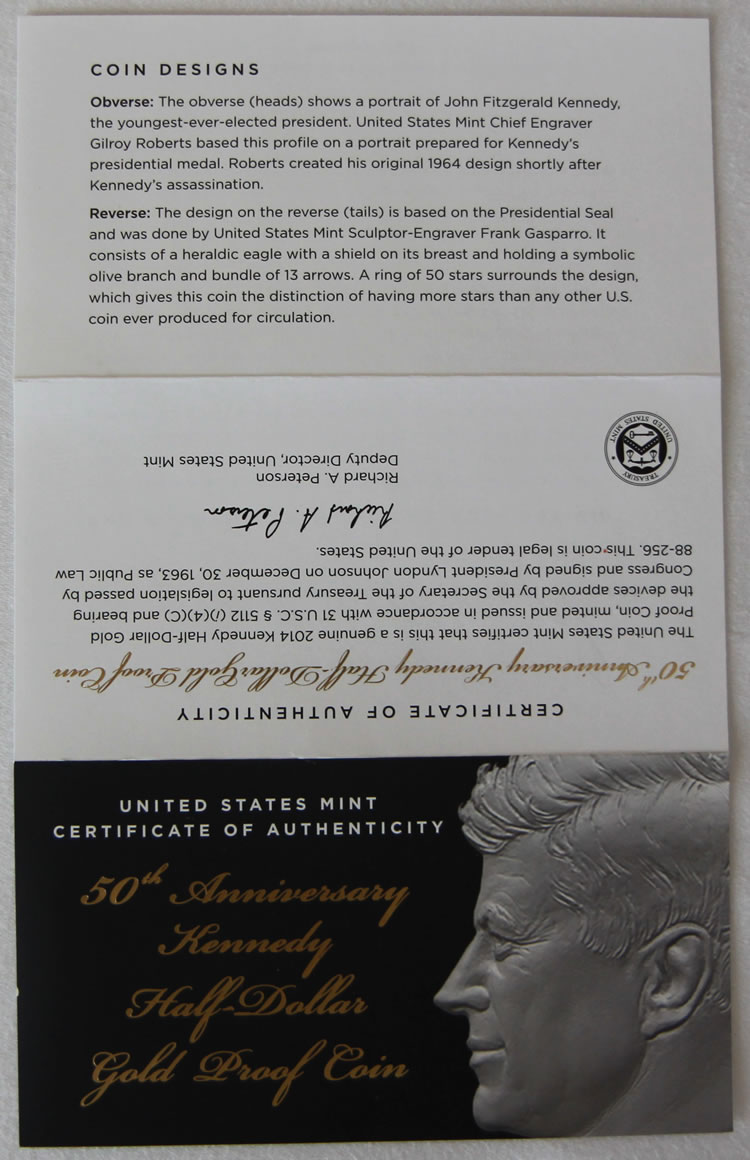 COIN DESIGNS
Obverse: The obverse (heads) shows a portrait of John Fitzgerald Kennedy,
the youngest-ever-elected president. United States Mint Chief Engraver
Gilroy Roberts based this profile on a portrait prepared for Kennedy's
presidential medal. Roberts created his original 1964 design shortly after
Kennedy's assassination.
Reverse: The design on the reverse (tails) is based on the Presidential Seal
and was done by United States Mint Sculptor-Engraver Frank Gasparro. It
consists of a heraldic eagle with a shield on its breast and holding a symbolic
olive branch and bundle of 13 arrows. A ring of 50 stars surrounds the design,
which gives this coin the distinction of having more stars than any other U.S.
coin ever produced for circulation.
CERTIFICATE OF AUTHENTICITY
50th Anniversary Kennedy Half-Dollar Gold Proof Coin
The United States Mint certifies that this is a genuine 2014 Kennedy Half-Dollar Gold
Proof Coin, minted and issued in accordance with 31 U.S.C. § 5112 (i)(4)(C) and bearing
the devices approved by the Secretary of the Treasury pursuant to legislation passed by
Congress and signed by President Lyndon Johnson on December 30, 1963, as Public Law
88-256. This coin is legal tender of the United States.
Richard A. Peterson
Richard A. Peterson
Deputy Director, United States Mint
TREASURY
UNITED STATES MINT
UNITED STATES MINT
CERTIFICATE OF AUTHENTICITY
50th Anniversary
Kennedy
Half-Dollar
Gold Proof Coin